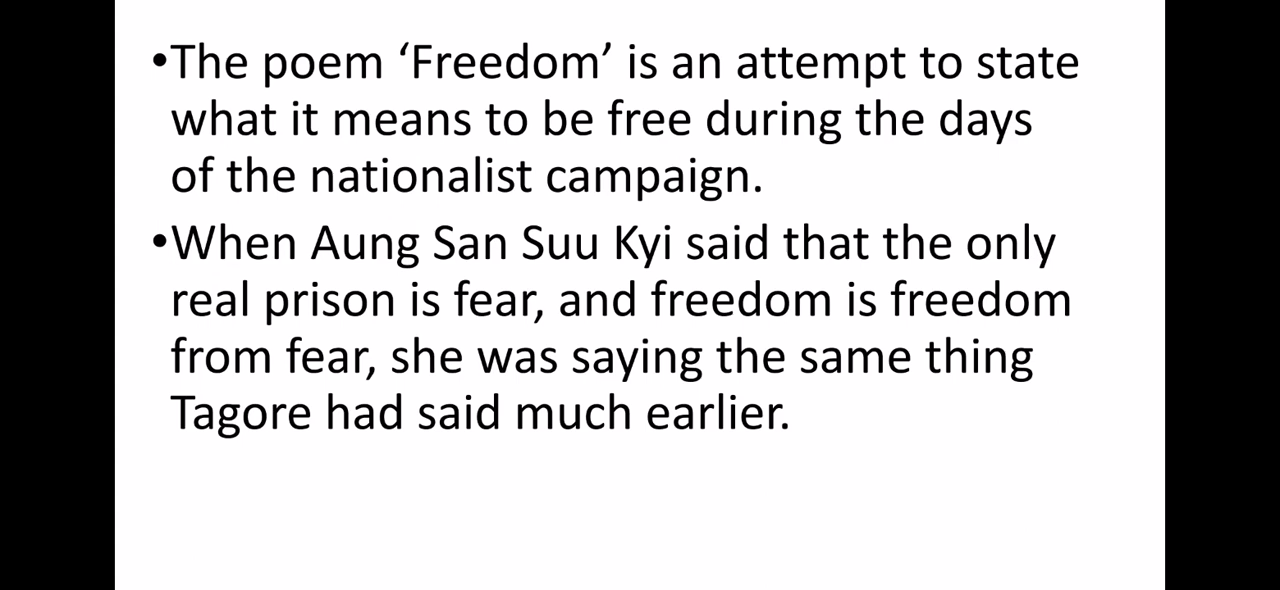 •The poem ‘Freedom’ is an attempt to state
what it means to be free during the days
of the nationalist campaign.
•When Aung San Suu Kyi said that the only
real prison is fear, and freedom is freedom
from fear, she was saying the same thing
Tagore had said much earlier.